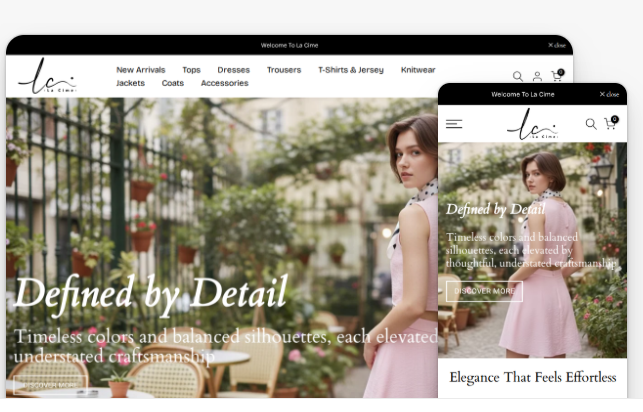 Welcome To La Cime
× close
La Cime
New Arrivals Tops Dresses Trousers T-Shirts & Jersey Knitwear
Jackets Coats Accessories
0
Defined by Detail
Timeless colors and balanced silhouettes, each elevated
understated craftsmanship
DISCOVER MORE
Welcome To La Cime
× close
La Cime
0
Defined by Detail
Timeless colors and balanced
silhouettes, each elevated by
thoughtful, understated craftsmanship.
DISCOVER MORE
Elegance That Feels Effortless